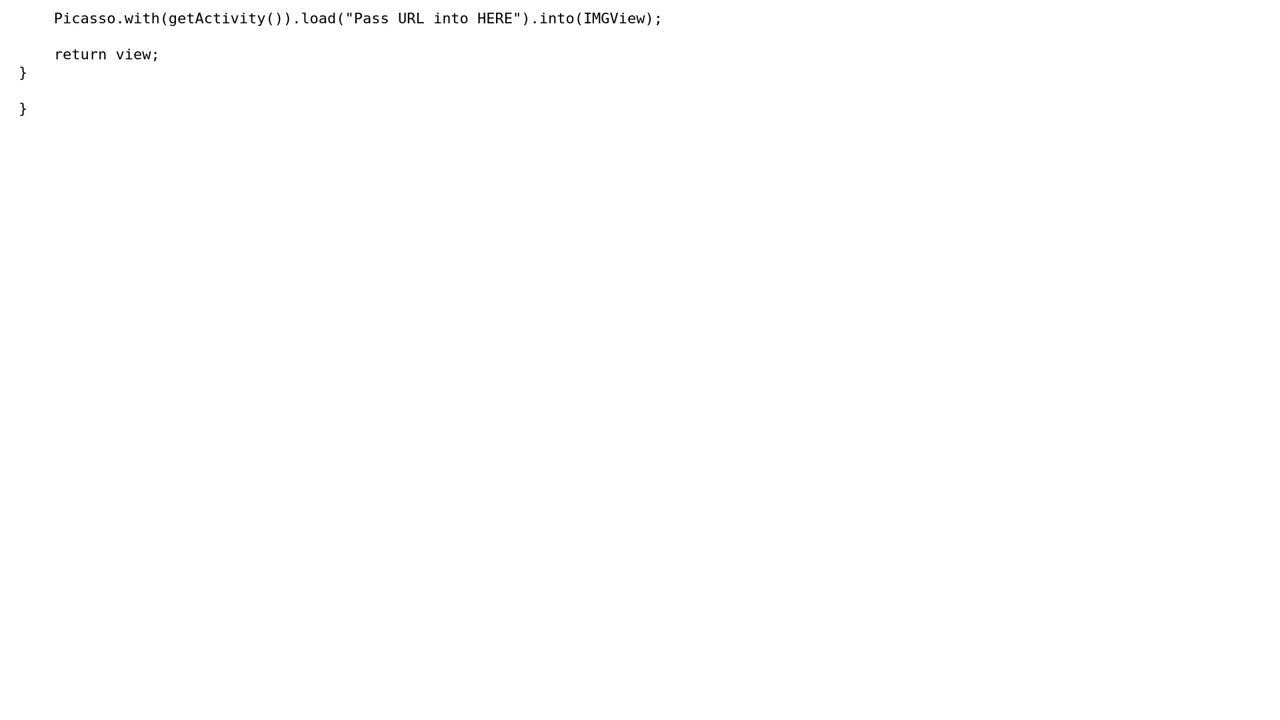 Picasso.with(getActivity()).load("Pass URL into HERE").into(IMGView);

    return view;
}

}